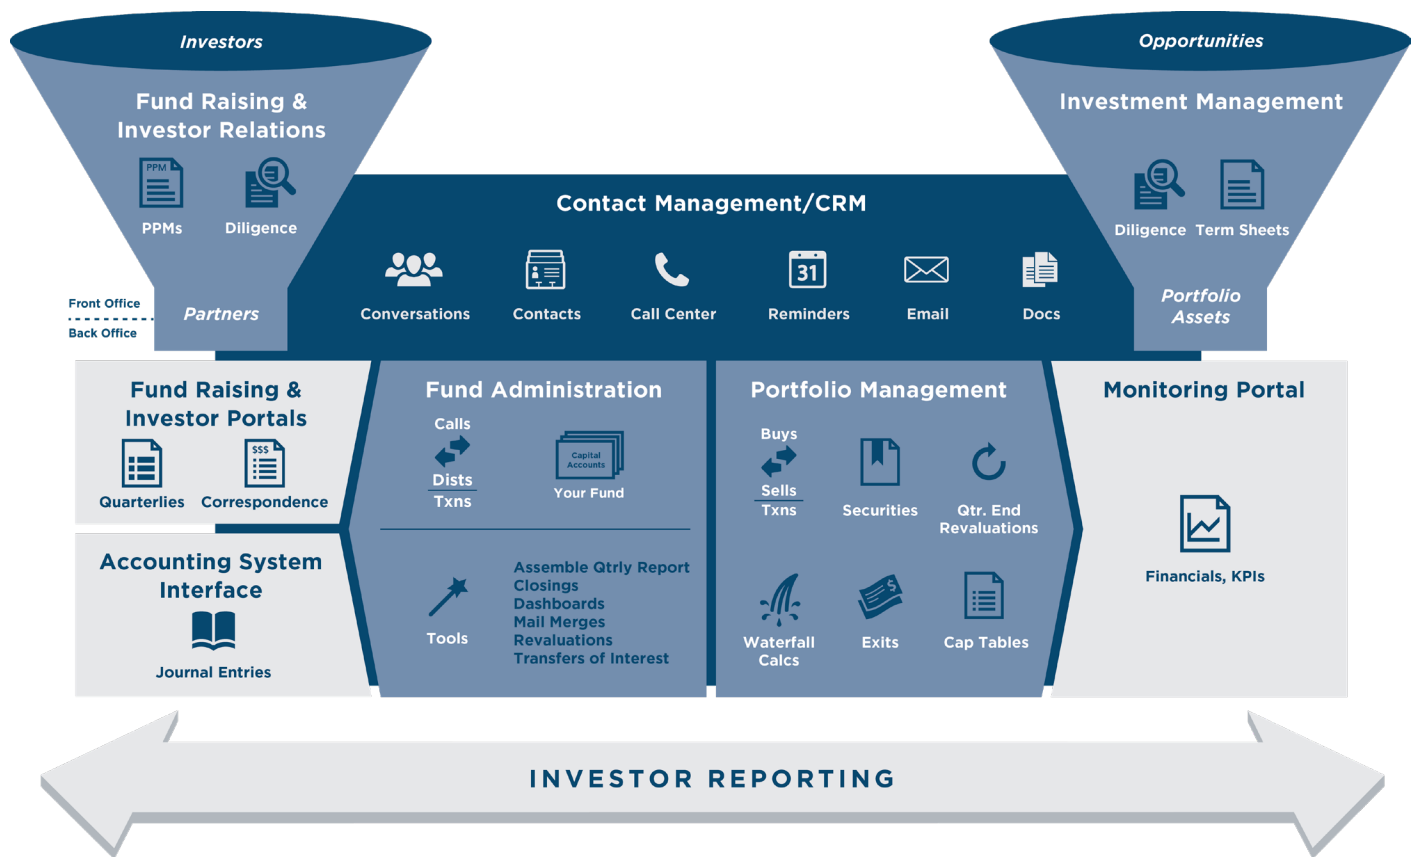 Investors
Fund Raising &
Investor Relations
PPM
PPMs
Diligence
Partners
Front Office
Back Office
Opportunities
Investment Management
Diligence
Term Sheets
Portfolio
Assets
Contact Management/CRM
31
Conversations
Contacts
Call Center
Reminders
Email
Docs
Fund Raising &
Investor Portals
$$$
Quarterlies
Correspondence
Accounting System
Interface
Journal Entries
Fund Administration
Calls
Dists
Txns
Capital
Accounts
Your Fund
Tools
Assemble Qtrly Report
Closings
Dashboards
Mail Merges
Revaluations
Transfers of Interest
Portfolio Management
Buys
Sells
Txns
Securities
Qtr. End
Revaluations
Waterfall
Calcs
$
Exits
Cap Tables
Monitoring Portal
Financials, KPIs
INVESTOR REPORTING